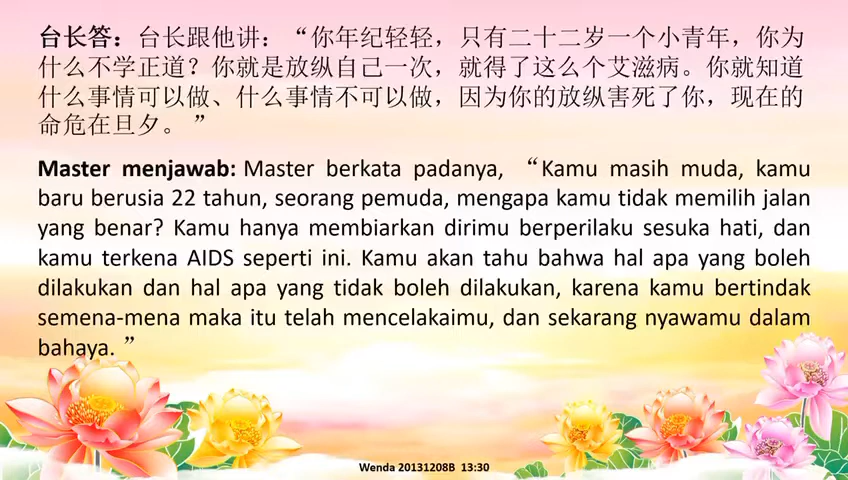 台长答：台长跟他讲：“你年纪轻轻，只有二十二岁一个小青年，你为
什么不学正道？你就是放纵自己一次，就得了这么个艾滋病。你就知道
什么事情可以做、什么事情不可以做，因为你的放纵害死了你，现在的
命危在旦夕。”
Master menjawab: Master berkata padanya, “Kamu masih muda, kamu
baru berusia 22 tahun, seorang pemuda, mengapa kamu tidak memilih jalan
yang benar? Kamu hanya membiarkan dirimu berperilaku sesuka hati, dan
kamu terkena AIDS seperti ini. Kamu akan tahu bahwa hal apa yang boleh
dilakukan dan hal apa yang tidak boleh dilakukan, karena kamu bertindak
semena-mena maka itu telah mencelakaimu, dan sekarang nyawamu dalam
bahaya. ”
Wenda 20131208B 13:30